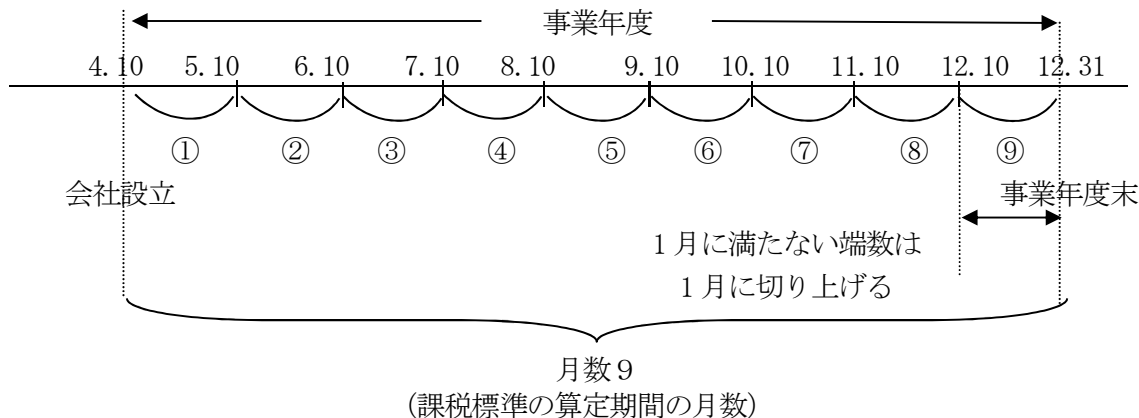 事業年度
4.10 5.10 6.10 7.10 8.10 9.10 10.10 11.10 12.10 12.31
① ② ③ ④ ⑤ ⑥ ⑦ ⑧ ⑨
会社設立 事業年度末
１月に満たない端数は
１月に切り上げる
月数９
(課税標準の算定期間の月数)